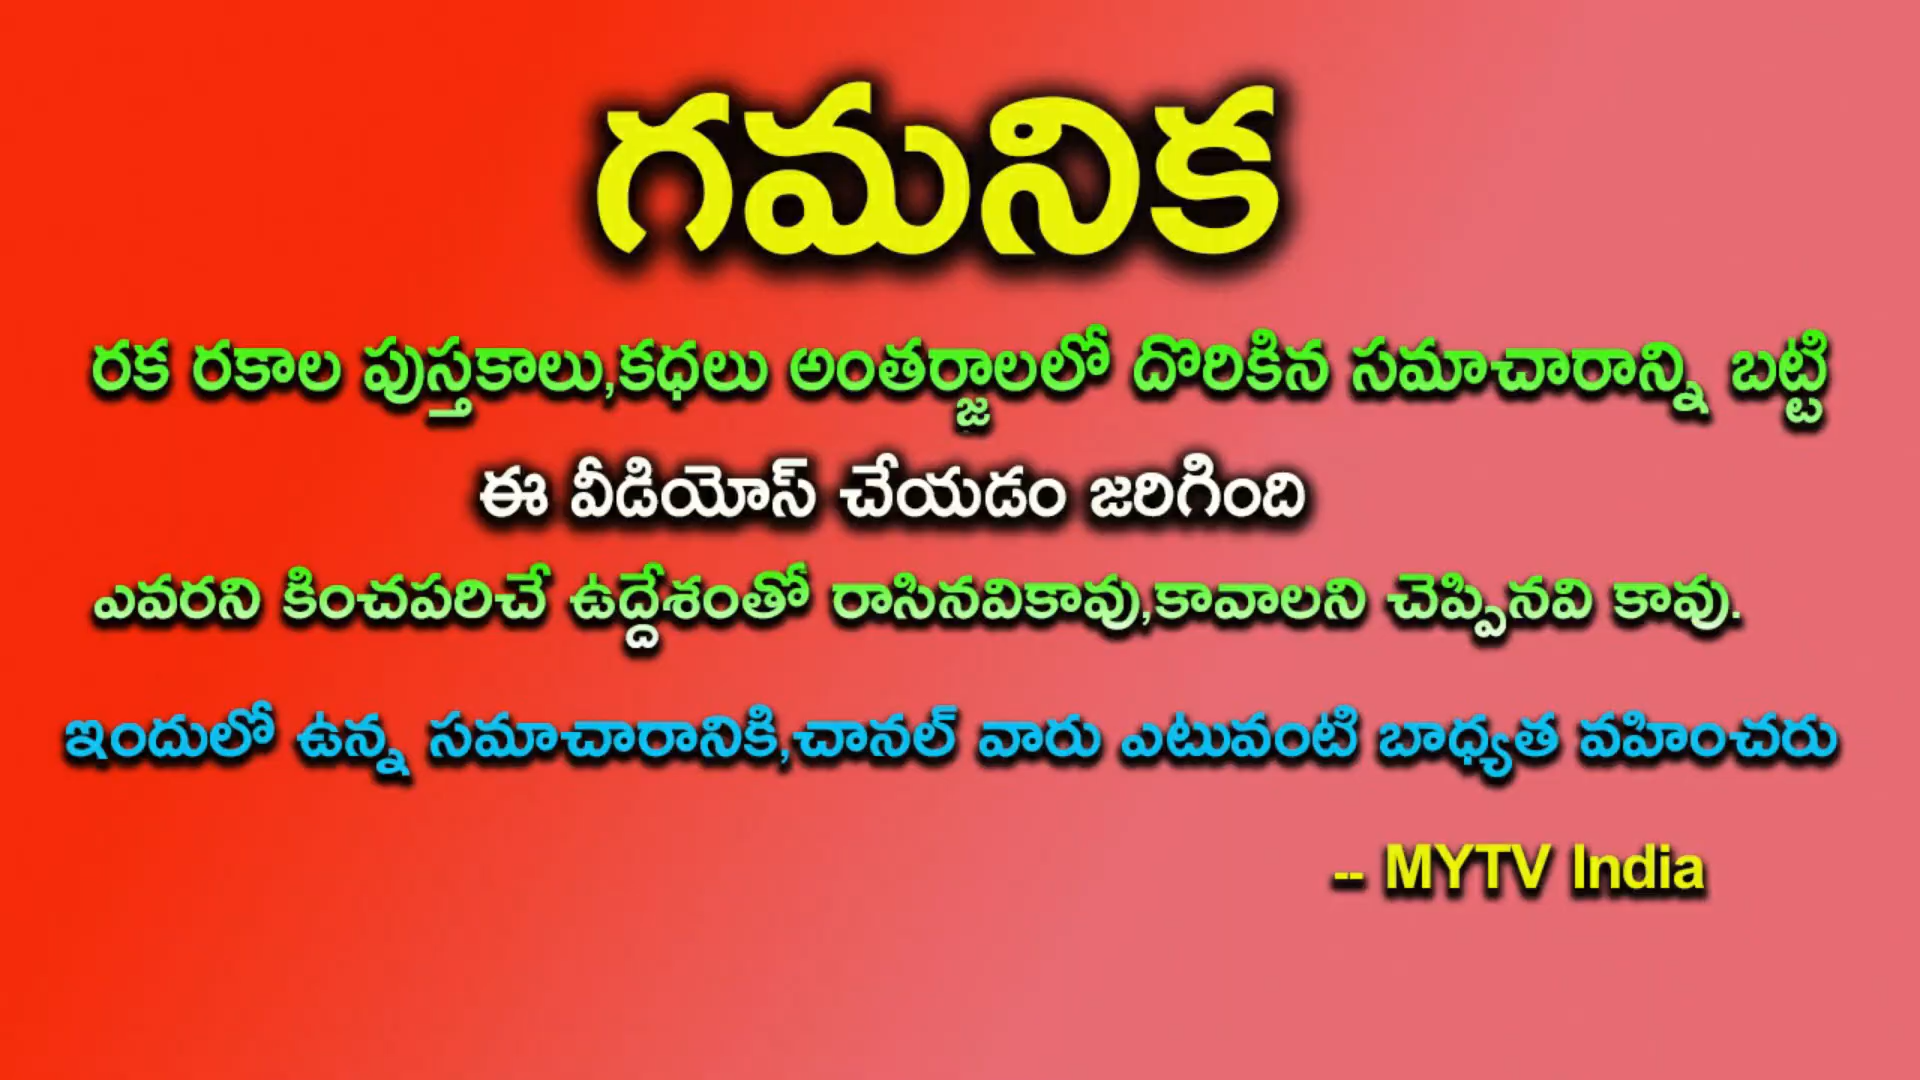 గమనిక
రక రకాల పుస్తకాలు,కథలు అంతర్జాలలో దొరికిన సమాచారాన్ని బట్టి
ఈ వీడియోస్ చేయడం జరిగింది
ఎవరని కించపరిచే ఉద్దేశంతో రాసినవికావు,కావాలని చెప్పినవి కావు.
ఇందులో ఉన్న సమాచారానికి,చానల్ వారు ఎటువంటి బాధ్యత వహించరు
-- MYTV India